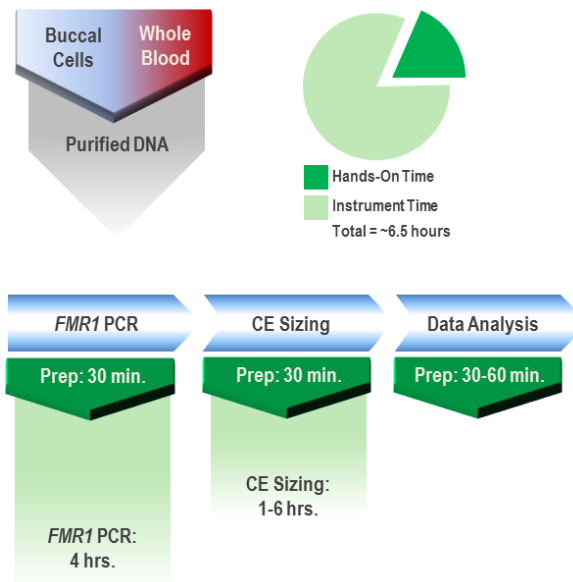 Buccal
Cells
Whole
Blood
Purified DNA
Hands-On Time
Instrument Time
Total = ~6.5 hours
FMR1 PCR
CE Sizing
Data Analysis
Prep: 30 min.
Prep: 30 min.
Prep: 30-60 min.
CE Sizing:
1-6 hrs.
FMR1 PCR:
4 hrs.